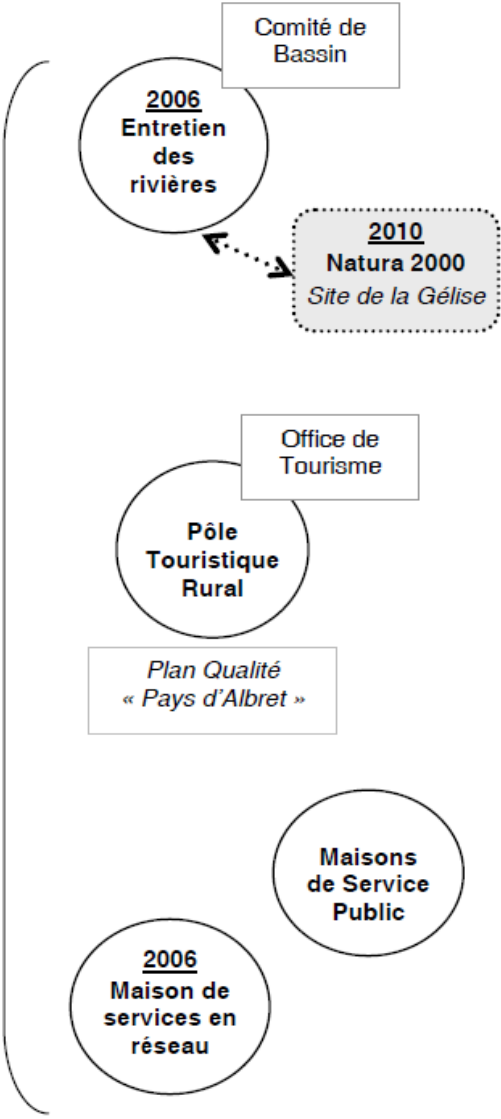 Comité de
Bassin
2006
Entretien
des
rivières
2010
Natura 2000
Site de la Gélise
Office de
Tourisme
Pôle
Touristique
Rural
Plan Qualité
« Pays d'Albret »
Maisons
de Service
Public
2006
Maison de
services en
réseau